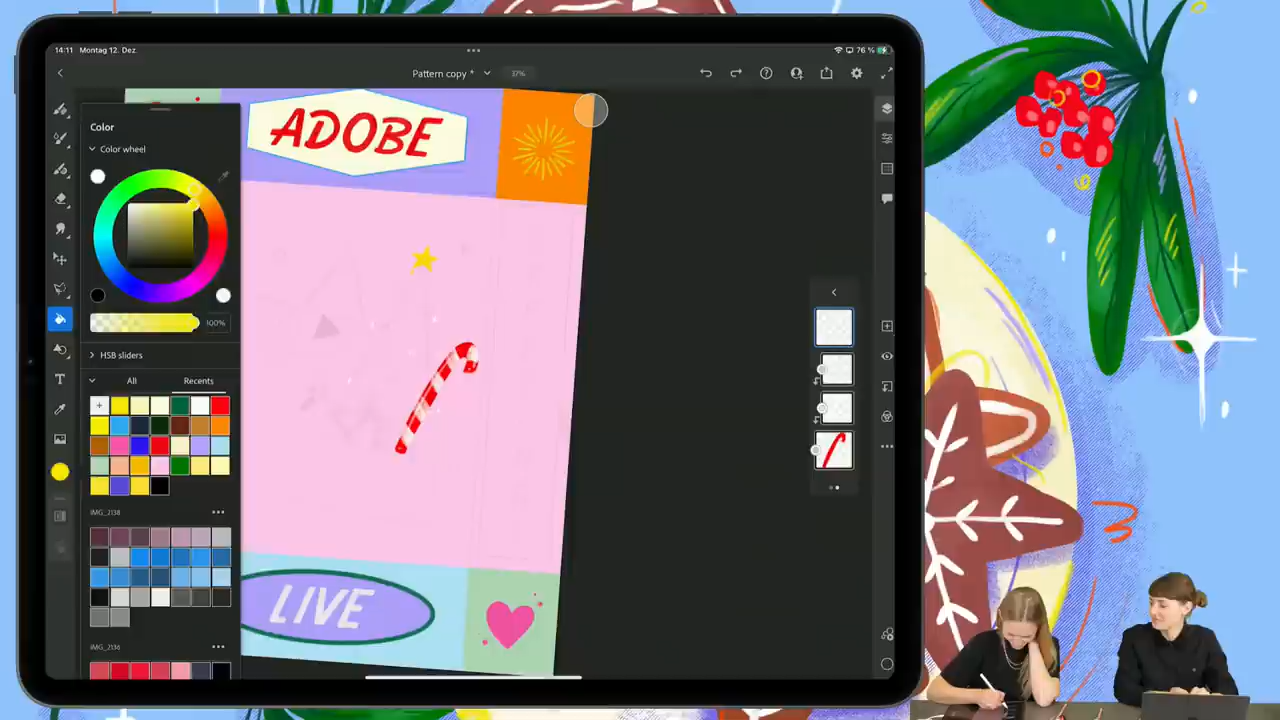 14:11 Montag 12. Dez.
76 %
Pattern copy *
37%
Color
Color wheel
100%
HSB sliders
All Recents
IMG_2138
IMG_2136
T
ADOBE
LIVE